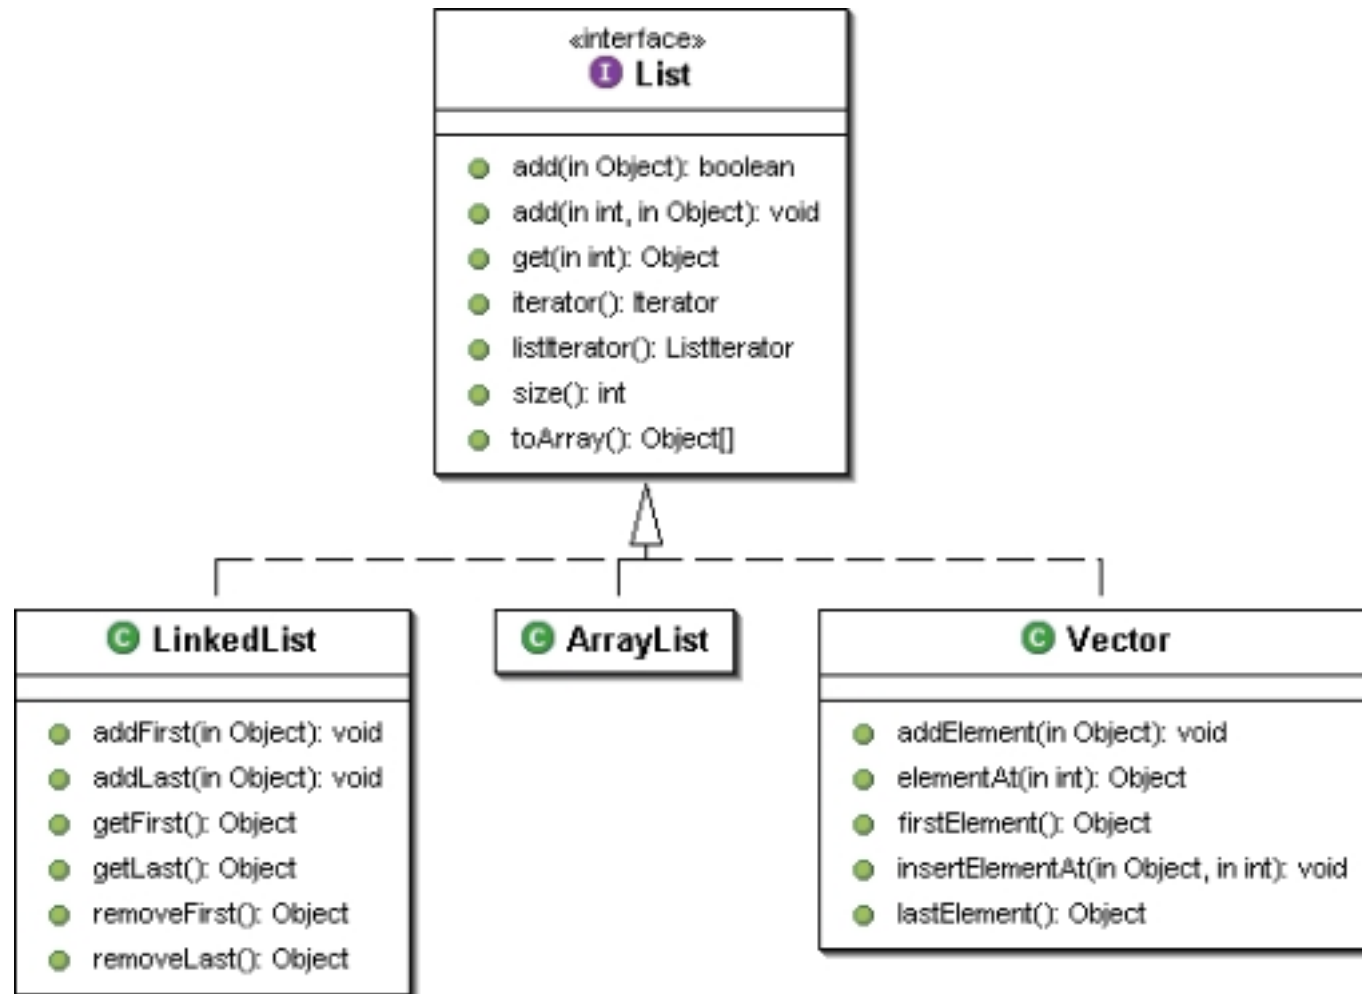 «interface»
I List
add(in Object): boolean
add(in int, in Object): void
get(in int): Object
iterator(): Iterator
listIterator(): ListIterator
size(): int
toArray(): Object[]
C LinkedList
addFirst(in Object): void
addLast(in Object): void
getFirst(): Object
getLast(): Object
removeFirst(): Object
removeLast(): Object
C ArrayList
C Vector
addElement(in Object): void
elementAt(in int): Object
firstElement(): Object
insertElementAt(in Object, in int): void
lastElement(): Object